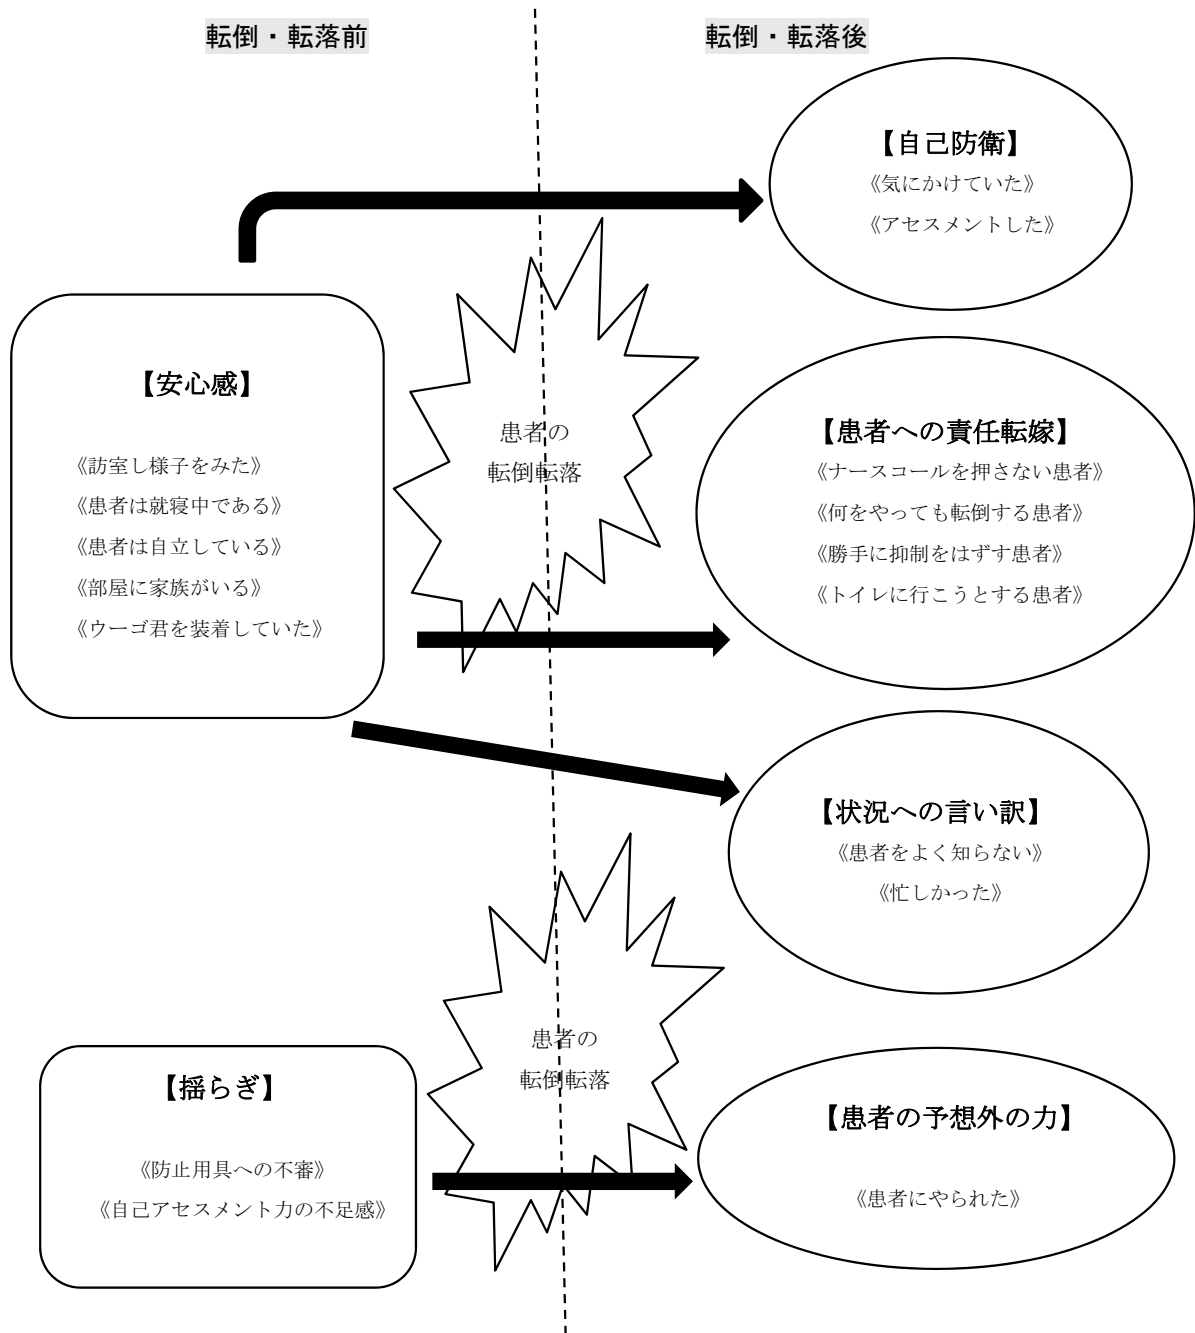 転倒・転落前
転倒・転落後
【自己防衛】
《気にかけていた》
《アセスメントした》
【安心感】
《訪室し様子をみた》
《患者は就寝中である》
《患者は自立している》
《部屋に家族がいる》
《ウーゴ君を装着していた》
患者の
転倒転落
【患者への責任転嫁】
《ナースコールを押さない患者》
《何をやっても転倒する患者》
《勝手に抑制をはずす患者》
《トイレに行こうとする患者》
【状況への言い訳】
《患者をよく知らない》
《忙しかった》
【揺らぎ】
《防止用具への不審》
《自己アセスメント力の不足感》
患者の
転倒転落
【患者の予想外の力】
《患者にやられた》